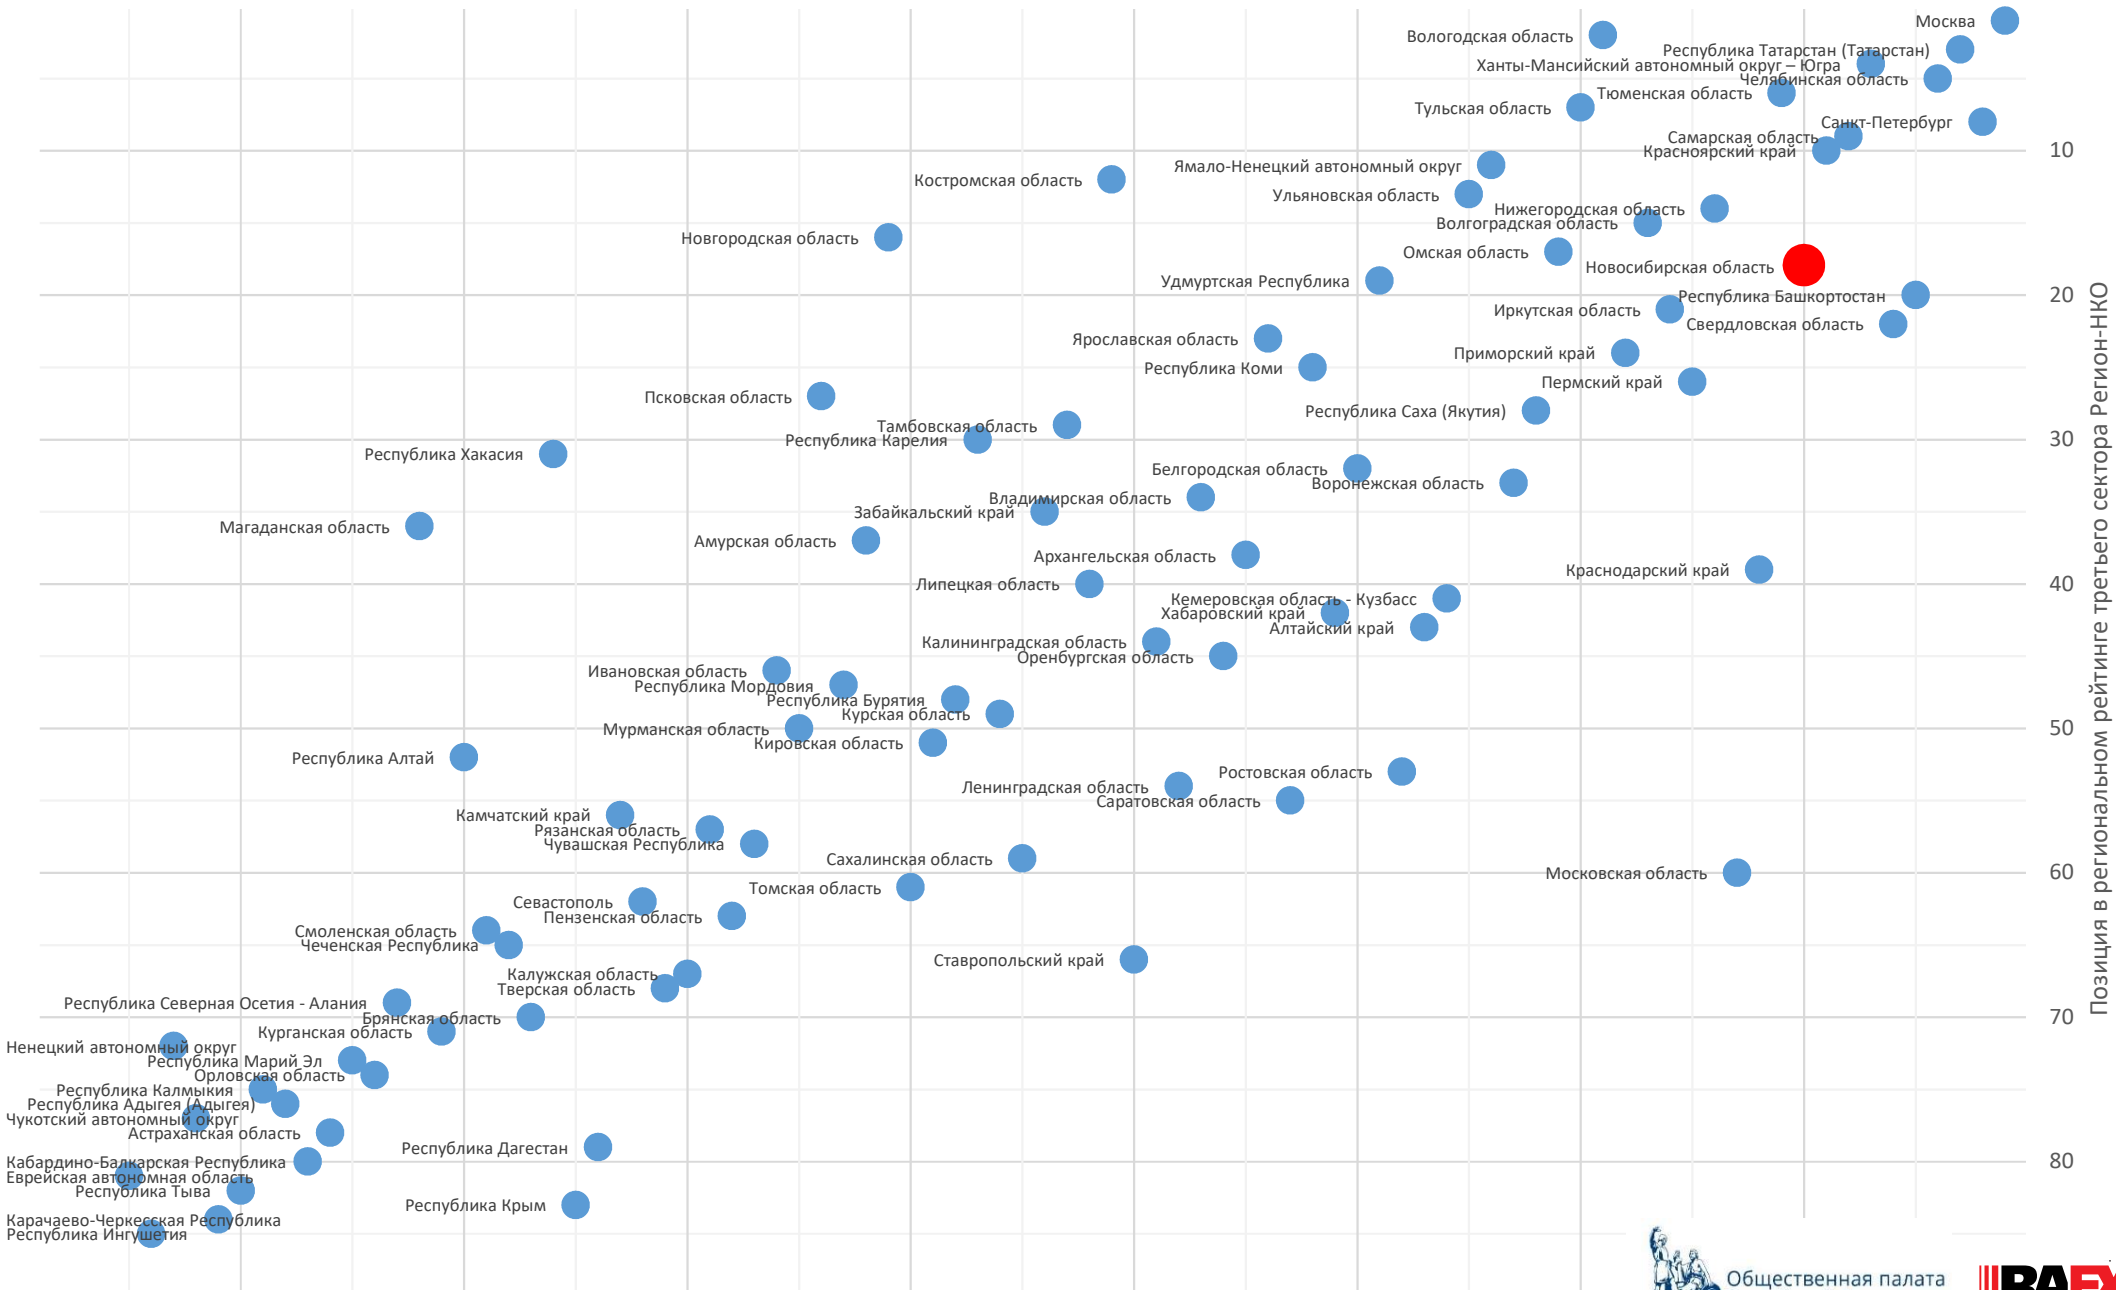 Москва
Вологодская область
Республика Татарстан (Татарстан)
Ханты-Мансийский автономный округ – Югра
Челябинская область
Тюменская область
Тульская область
Санкт-Петербург
Самарская область
Красноярский край
10
Ямало-Ненецкий автономный округ
Костромская область
Ульяновская область
Нижегородская область
Волгоградская область
Новгородская область
Омская область
Новосибирская область
Удмуртская Республика
Республика Башкортостан
20
Иркутская область
Свердловская область
Ярославская область
Приморский край
Республика Коми
Пермский край
Псковская область
Республика Саха (Якутия)
Тамбовская область
Республика Карелия
30
Республика Хакасия
Белгородская область
Воронежская область
Владимирская область
Забайкальский край
Магаданская область
Амурская область
Архангельская область
Краснодарский край
Липецкая область
40
Кемеровская область - Кузбасс
Хабаровский край
Алтайский край
Калининградская область
Оренбургская область
Ивановская область
Республика Мордовия
Республика Бурятия
Курская область
Мурманская область
50
Кировская область
Республика Алтай
Ростовская область
Ленинградская область
Саратовская область
Камчатский край
Рязанская область
Чувашская Республика
Сахалинская область
Московская область
60
Томская область
Севастополь
Пензенская область
Смоленская область
Чеченская Республика
Ставропольский край
Калужская область
Тверская область
Республика Северная Осетия - Алания
Брянская область
70
Курганская область
Ненецкий автономный округ
Республика Марий Эл
Орловская область
Республика Калмыкия
Республика Адыгея (Адыгея)
Чукотский автономный округ
Астраханская область
Республика Дагестан
Кабардино-Балкарская Республика
80
Еврейская автономная область
Республика Тыва
Республика Крым
Карачаево-Черкесская Республика
Республика Ингушетия
Позиция в региональном рейтинге третьего сектора Регион-НКО
Общественная палата